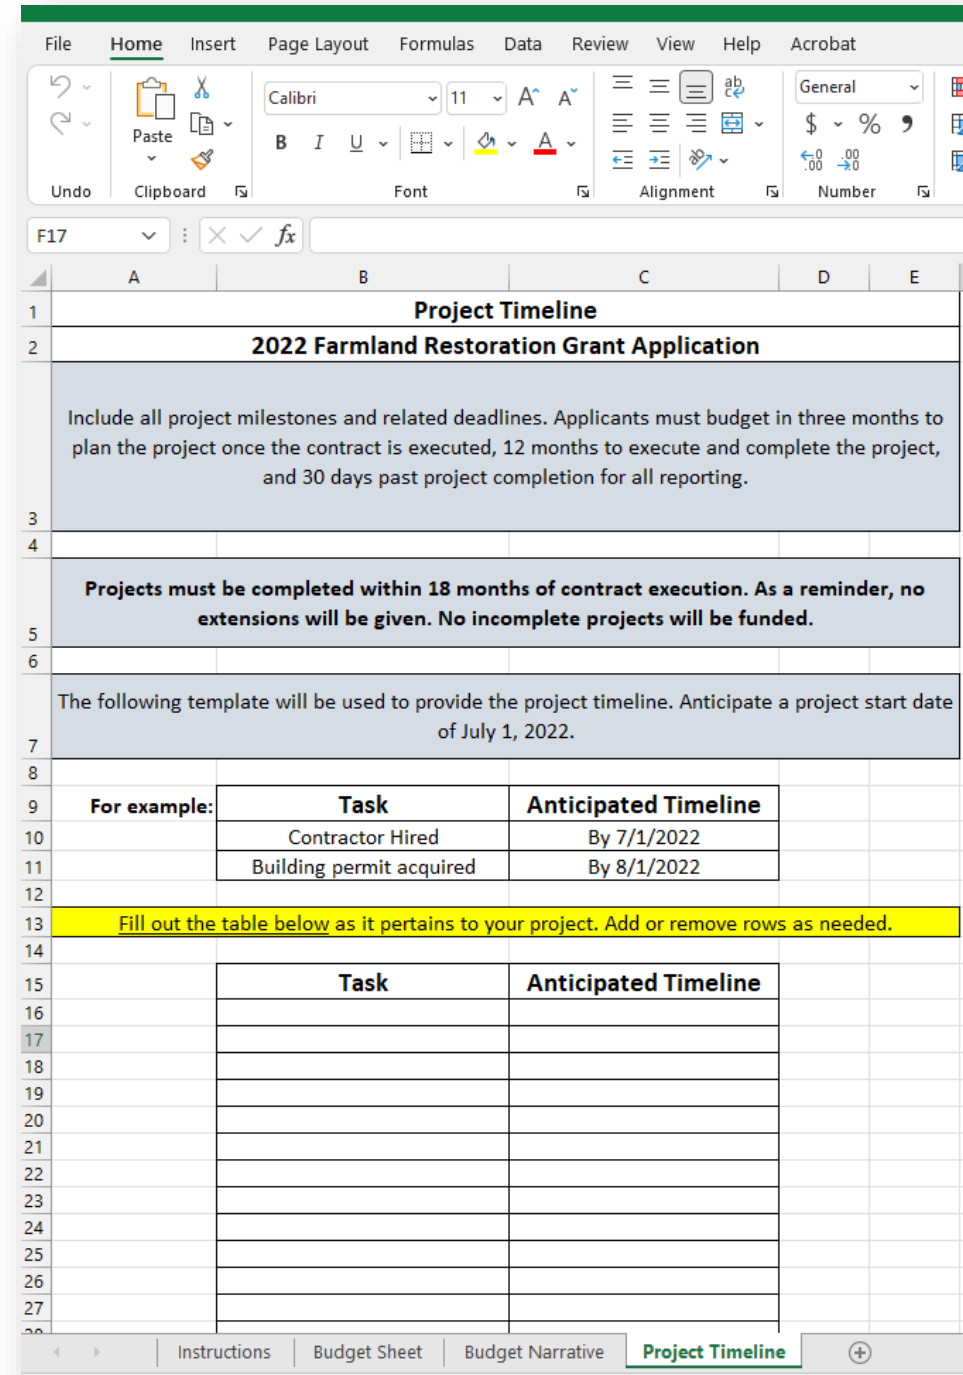 File Home Insert Page Layout Formulas Data Review View Help Acrobat
Calibri 11 A A ab General
Paste B I U A $ % 9
c
.00 .00 .0
Undo Clipboard Font Alignment Number
F17 fx
A B C D E
1 Project Timeline
2 2022 Farmland Restoration Grant Application
Include all project milestones and related deadlines. Applicants must budget in three months to
plan the project once the contract is executed, 12 months to execute and complete the project,
and 30 days past project completion for all reporting.
3
4
Projects must be completed within 18 months of contract execution. As a reminder, no
extensions will be given. No incomplete projects will be funded.
5
6
The following template will be used to provide the project timeline. Anticipate a project start date
of July 1, 2022.
7
8
9 For example: Task Anticipated Timeline
10 Contractor Hired By 7/1/2022
11 Building permit acquired By 8/1/2022
12
13 Fill out the table below as it pertains to your project. Add or remove rows as needed.
14
15 Task Anticipated Timeline
16
17
18
19
20
21
22
23
24
25
26
27
Instructions Budget Sheet Budget Narrative Project Timeline